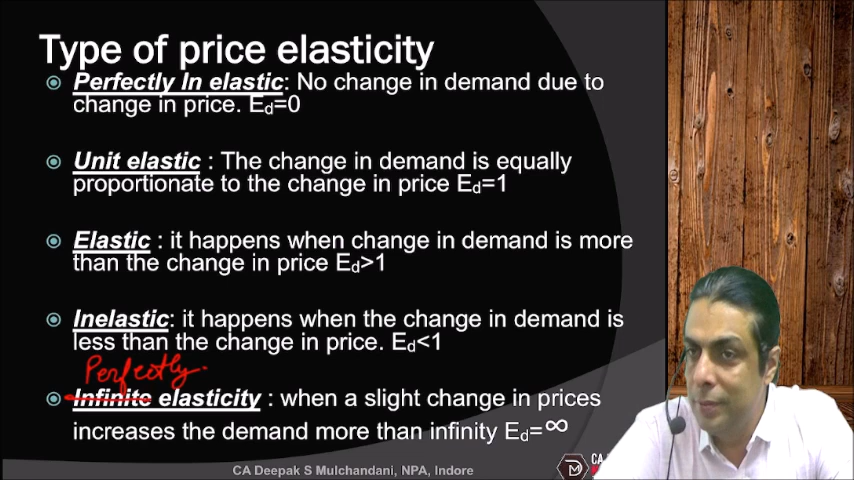 Type of price elasticity
Perfectly In elastic: No change in demand due to
change in price. Ed=0
Unit elastic : The change in demand is equally
proportionate to the change in price Ed=1
Elastic : it happens when change in demand is more
than the change in price Ed>1
Inelastic: it happens when the change in demand is
less than the change in price. Ed<1
Perfectly.
Infinite elasticity : when a slight change in prices
increases the demand more than infinity Ed=∞
CA Deepak S Mulchandani, NPA, Indore
CA